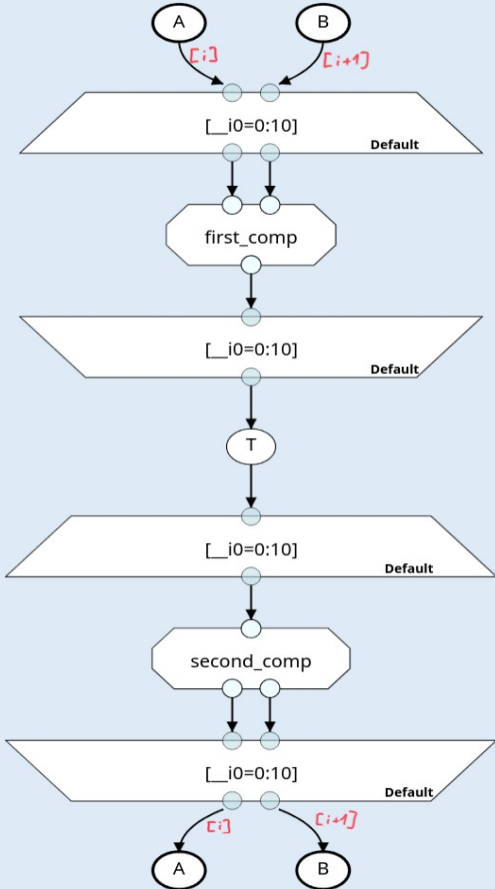 A
B
[i]
[i+1]
[__i0=0:10]
Default
first_comp
[__i0=0:10]
Default
T
[__i0=0:10]
Default
second_comp
[__i0=0:10]
Default
[i]
[i+1]
A
B